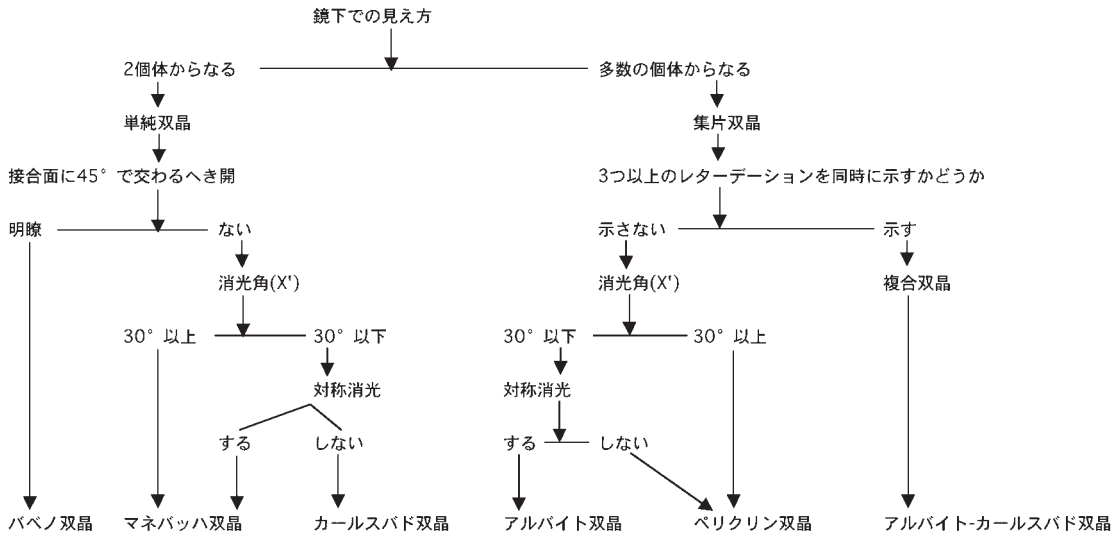 鏡下での見え方
2個体からなる
多数の個体からなる
単純双晶
集片双晶
接合面に45°で交わるへき開
3つ以上のレターデーションを同時に示すかどうか
明瞭
ない
示さない
示す
消光角(X')
消光角(X')
複合双晶
30°以上
30°以下
30°以下
30°以上
対称消光
対称消光
する
しない
する
しない
バベノ双晶
マネバッハ双晶
カールスバド双晶
アルバイト双晶
ペリクリン双晶
アルバイト-カールスバド双晶